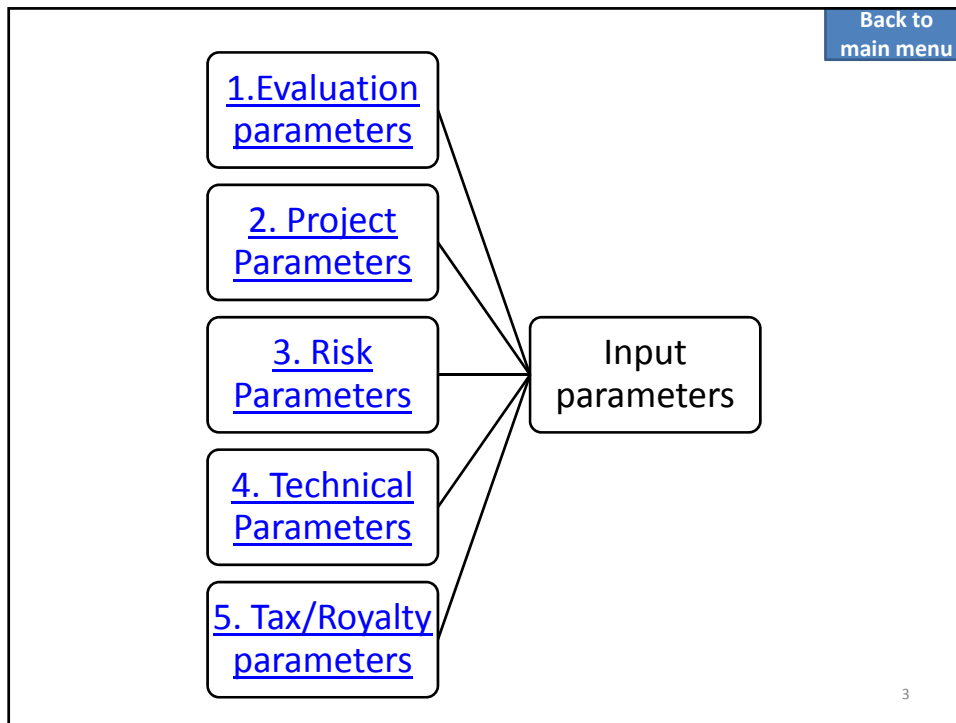 Back to
main menu
1.Evaluation
parameters
2. Project
Parameters
3. Risk
Parameters
Input
parameters
4. Technical
Parameters
5. Tax/Royalty
parameters
3